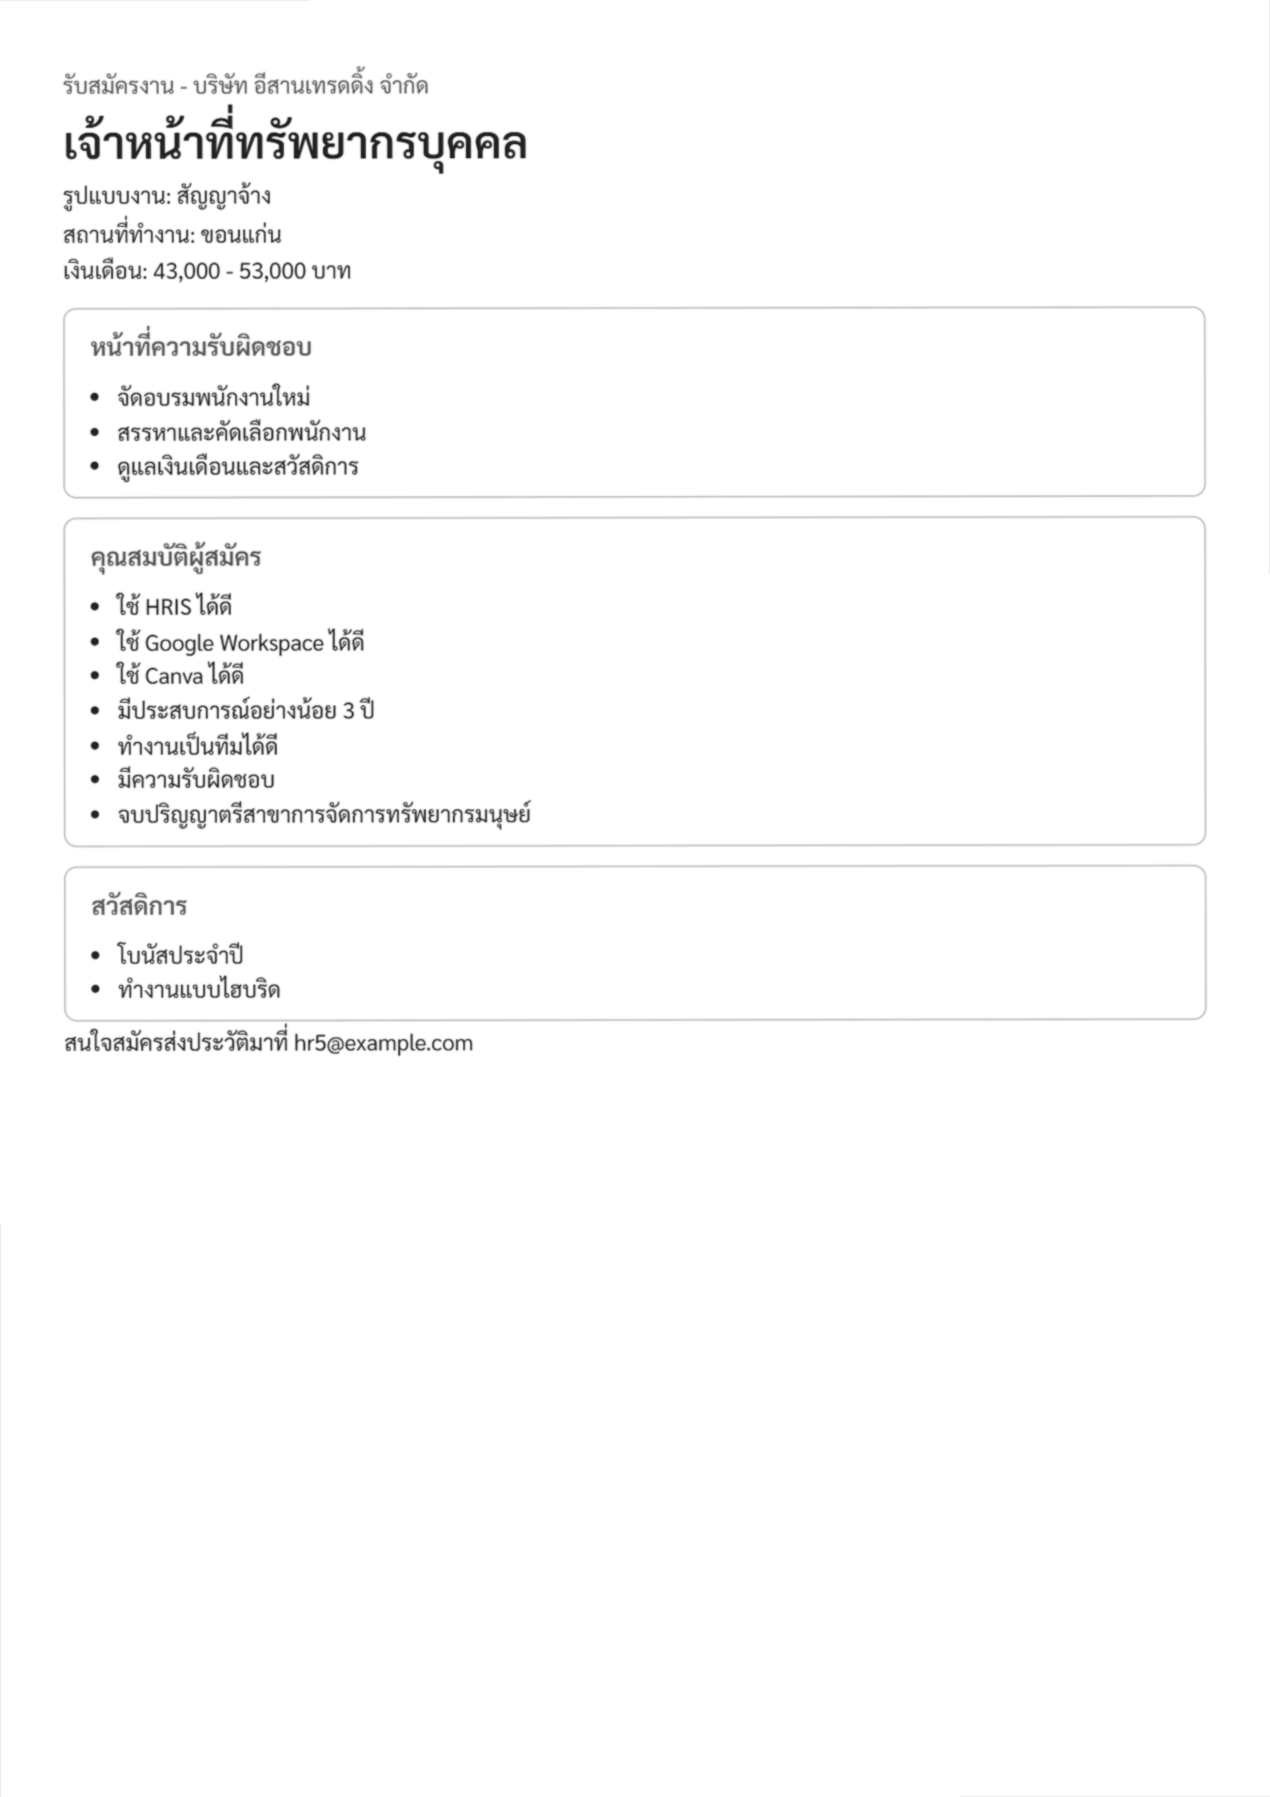 รับสมัครงาน - บริษัท อีสานเทรดดิ้ง จำกัด
เจ้าหน้าที่ทรัพยากรบุคคล
รูปแบบงาน: สัญญาจ้าง
สถานที่ทำงาน: ขอนแก่น
เงินเดือน: 43,000 - 53,000 บาท
หน้าที่ความรับผิดชอบ
• จัดอบรมพนักงานใหม่
• สรรหาและคัดเลือกพนักงาน
• ดูแลเงินเดือนและสวัสดิการ
คุณสมบัติผู้สมัคร
• ใช้ HRIS ได้ดี
• ใช้ Google Workspace ได้ดี
• ใช้ Canva ได้ดี
• มีประสบการณ์อย่างน้อย 3 ปี
• ทำงานเป็นทีมได้ดี
• มีความรับผิดชอบ
• จบปริญญาตรีสาขาการจัดการทรัพยากรมนุษย์
สวัสดิการ
• โบนัสประจำปี
• ทำงานแบบไฮบริด
สนใจสมัครส่งประวัติมาที่ hr5@example.com